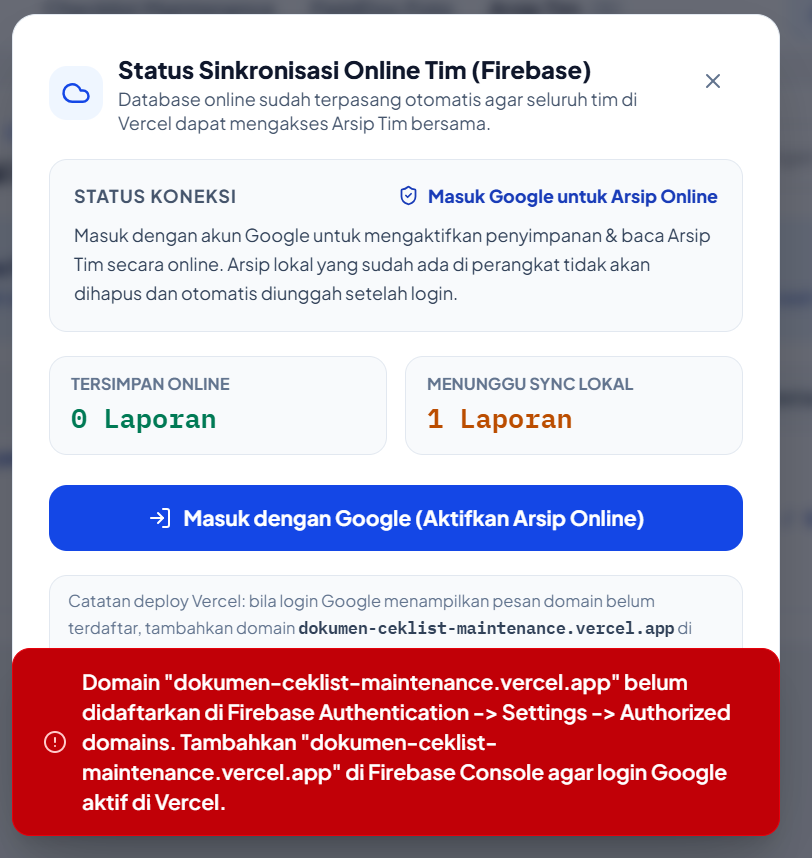 Status Sinkronisasi Online Tim (Firebase)
Database online sudah terpasang otomatis agar seluruh tim di
Vercel dapat mengakses Arsip Tim bersama.
STATUS KONEKSI
Masuk Google untuk Arsip Online
Masuk dengan akun Google untuk mengaktifkan penyimpanan & baca Arsip
Tim secara online. Arsip lokal yang sudah ada di perangkat tidak akan
dihapus dan otomatis diunggah setelah login.
TERSIMPAN ONLINE
0 Laporan
MENUNGGU SYNC LOKAL
1 Laporan
Masuk dengan Google (Aktifkan Arsip Online)
Catatan deploy Vercel: bila login Google menampilkan pesan domain belum
terdaftar, tambahkan domain dokumen-ceklist-maintenance.vercel.app di
Domain "dokumen-ceklist-maintenance.vercel.app" belum
didaftarkan di Firebase Authentication -> Settings -> Authorized
domains. Tambahkan "dokumen-ceklist-
maintenance.vercel.app" di Firebase Console agar login Google
aktif di Vercel.